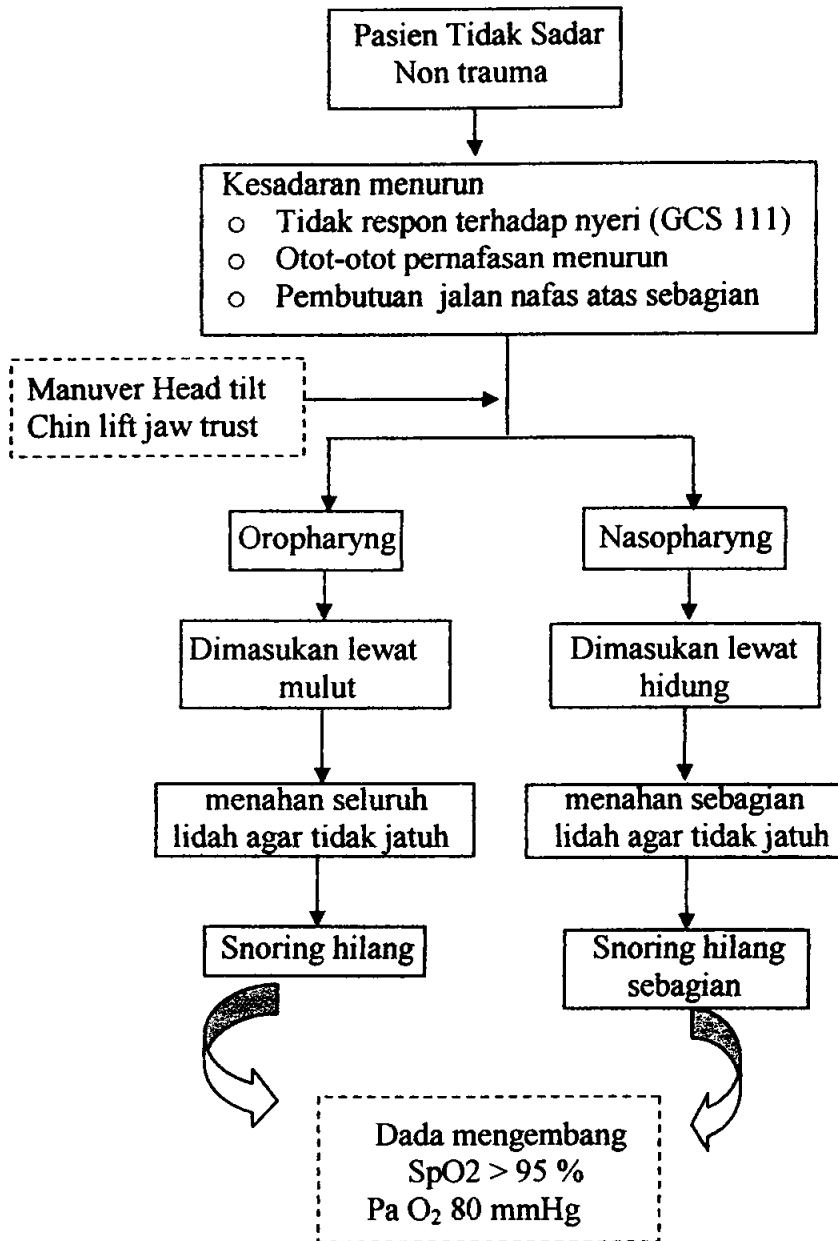 Pasien Tidak Sadar
Non trauma
Kesadaran menurun
○ Tidak respon terhadap nyeri (GCS 111)
○ Otot-otot pernafasan menurun
○ Pembutuan jalan nafas atas sebagian
Manuver Head tilt
Chin lift jaw trust
Oropharyng
Nasopharyng
Dimasukan lewat
mulut
Dimasukan lewat
hidung
menahan seluruh
lidah agar tidak jatuh
menahan sebagian
lidah agar tidak jatuh
Snoring hilang
Snoring hilang
sebagian
Dada mengembang
SpO2 > 95 %
Pa O₂ 80 mmHg